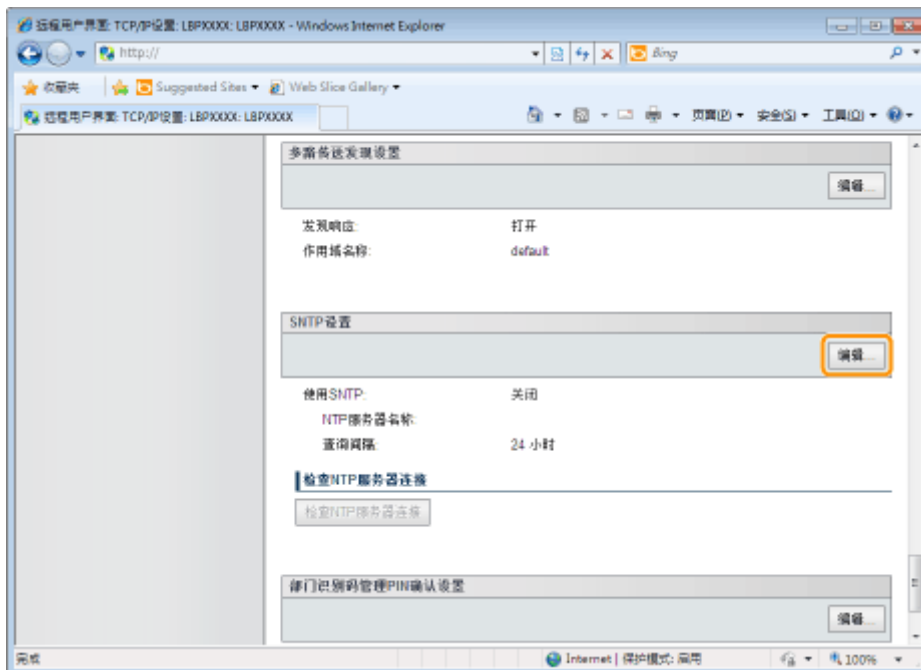 远程用户界面: TCP/IP设置: LBPXXXX: LBPXXXX - Windows Internet Explorer
http://
Bing
收藏夹 Suggested Sites Web Slice Gallery
远程用户界面: TCP/IP设置: LBPXXXX: LBPXXXX 页面(P) 安全(S) 工具(O)
多路传送发现设置
编辑...
发现响应: 打开
作用域名称: default
SNTP设置
编辑...
使用SNTP: 关闭
NTP服务器名称:
查询间隔: 24 小时
检查NTP服务器连接
检查NTP服务器连接
部门识别码管理PIN确认设置
编辑...
完成 Internet | 保护模式: 启用 100%